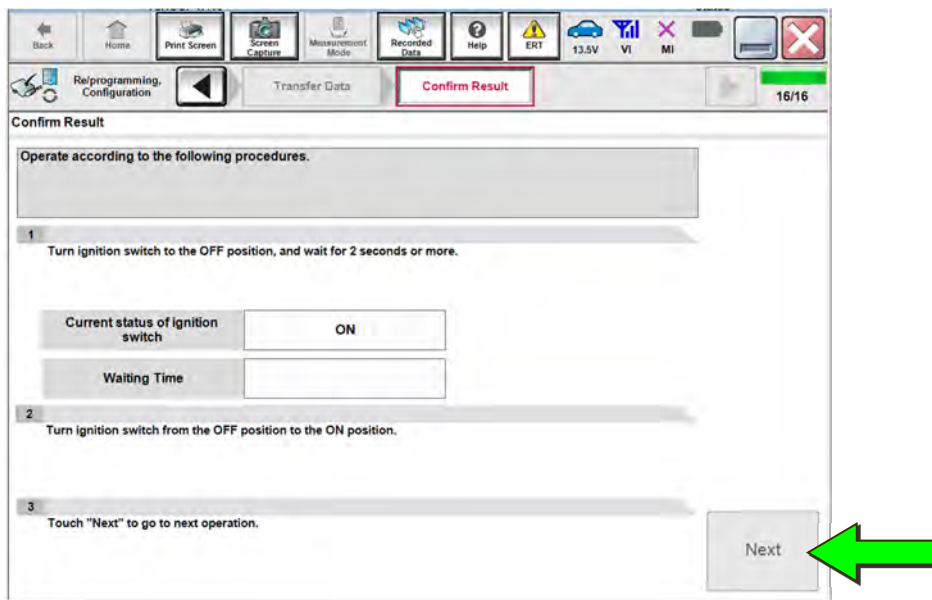 Back
Home
Print Screen
Screen
Capture
Measurement
Mode
Recorded
Data
Help
ERT
13.5V
VI
MI
Re/programming,
Configuration
Transfer Data
Confirm Result
16/16
Confirm Result
Operate according to the following procedures.
1
Turn ignition switch to the OFF position, and wait for 2 seconds or more.
Current status of ignition
switch
ON
Waiting Time
2
Turn ignition switch from the OFF position to the ON position.
3
Touch "Next" to go to next operation.
Next